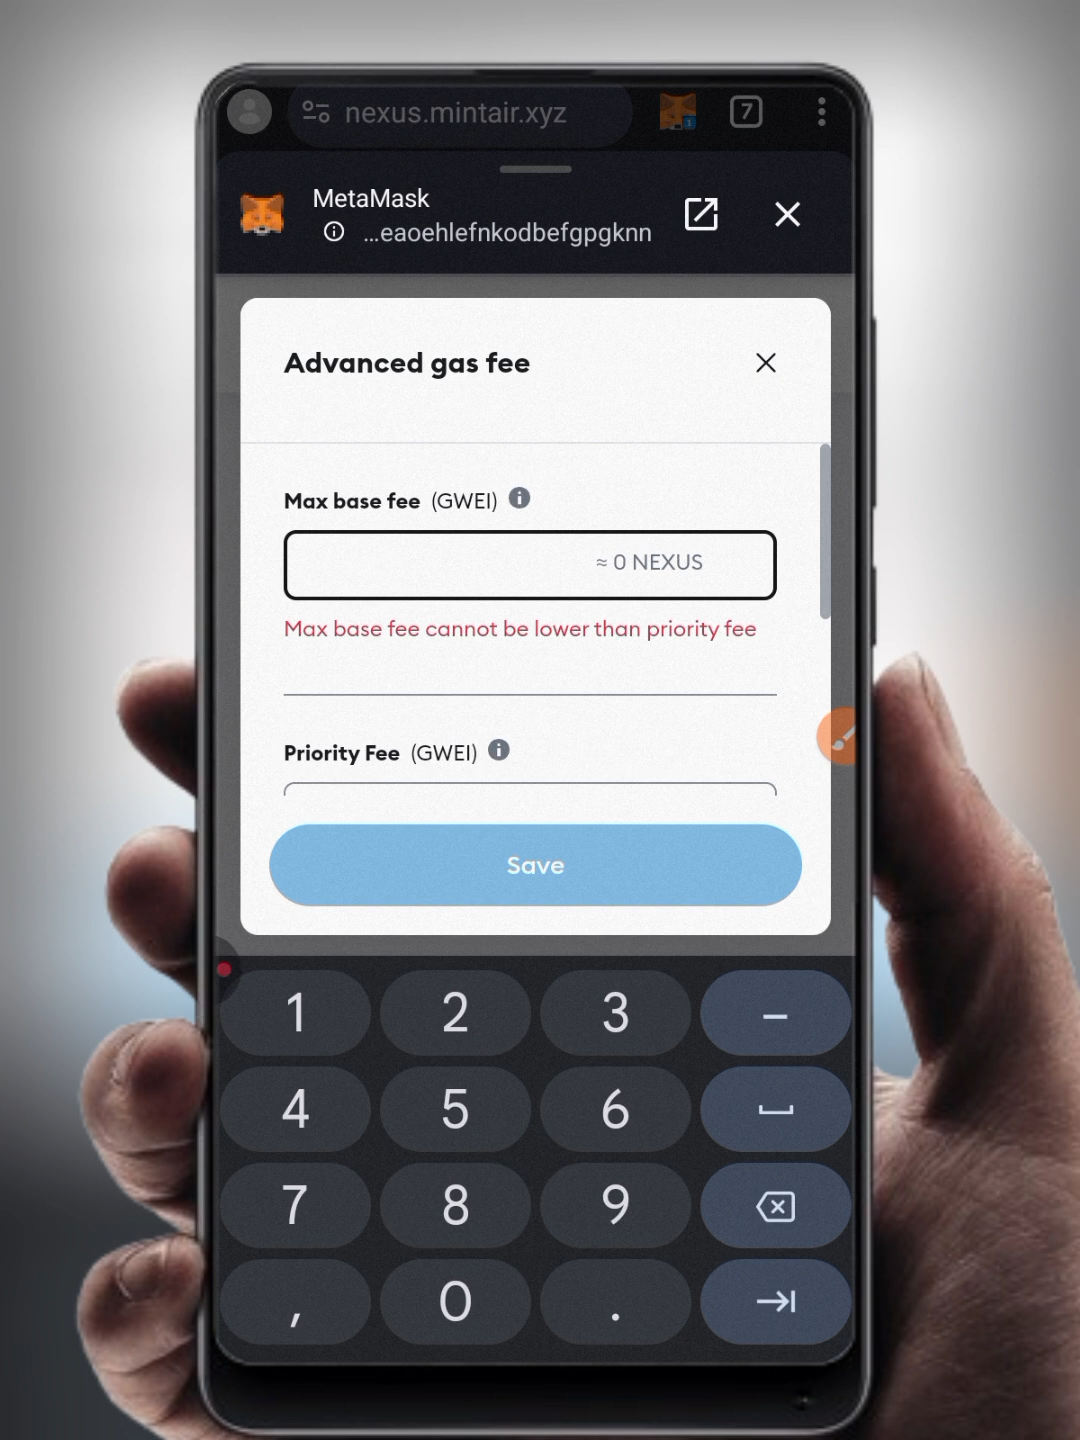 nexus.mintair.xyz
7
1
MetaMask
...eaoehlefnkodbefgpgknn
Advanced gas fee
Max base fee (GWEI)
≈ 0 NEXUS
Max base fee cannot be lower than priority fee
Priority Fee (GWEI)
Save
1 2 3 –
4 5 6
7 8 9
, 0 .